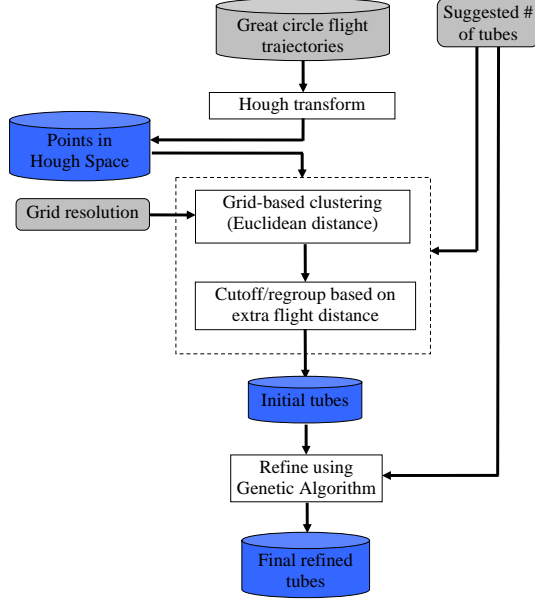 Great circle flight
trajectories
Suggested #
of tubes
Hough transform
Points in
Hough Space
Grid resolution
Grid-based clustering
(Euclidean distance)
Cutoff/regroup based on
extra flight distance
Initial tubes
Refine using
Genetic Algorithm
Final refined
tubes